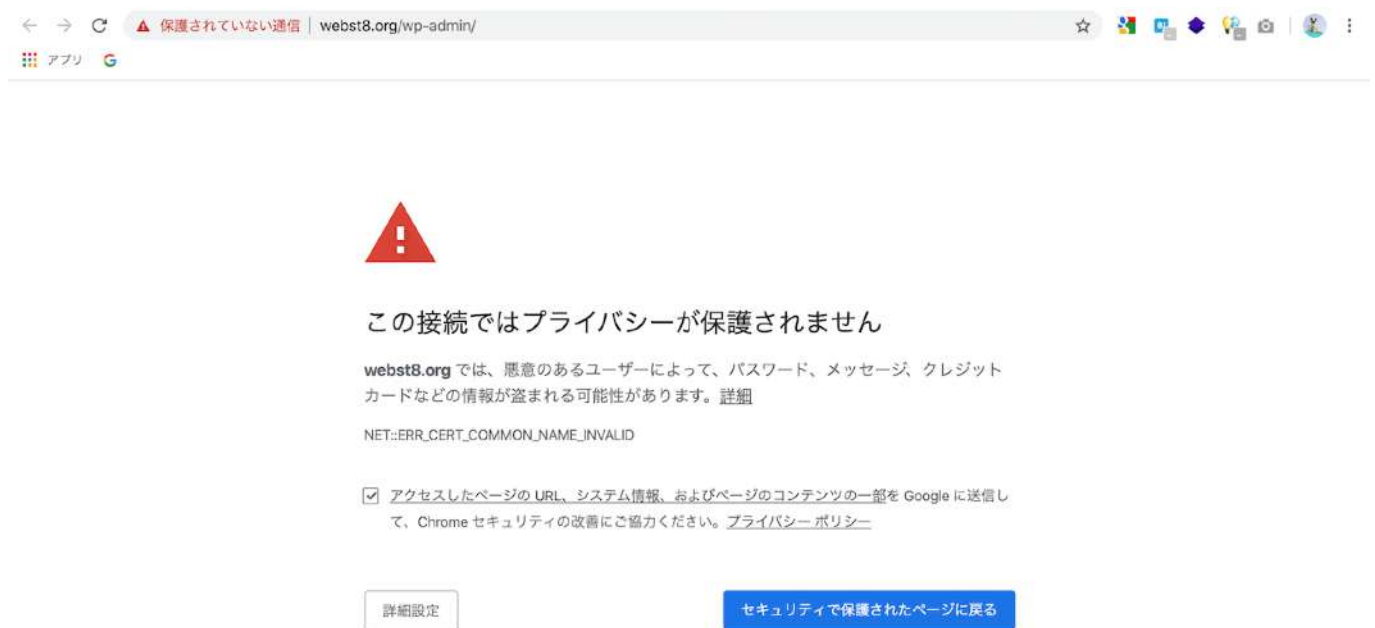 保護されていない通信 | webst8.org/wp-admin/
アプリ
この接続ではプライバシーが保護されません
webst8.org では、悪意のあるユーザーによって、パスワード、メッセージ、クレジット
カードなどの情報が盗まれる可能性があります。詳細
NET::ERR_CERT_COMMON_NAME_INVALID
アクセスしたページの URL、システム情報、およびページのコンテンツの一部を Google に送信し
て、Chrome セキュリティの改善にご協力ください。プライバシー ポリシー
詳細設定
セキュリティで保護されたページに戻る